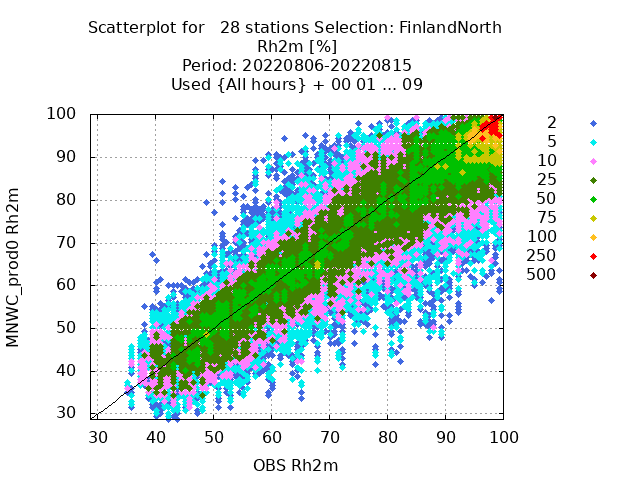 Scatterplot for   28 stations Selection: FinlandNorth
Rh2m [%]
Period: 20220806-20220815
Used {All hours} + 00 01 ... 09
100
90
80
70
60
50
40
30
MNWC_prod0 Rh2m
30 40 50 60 70 80 90 100
OBS Rh2m
2
5
10
25
50
75
100
250
500